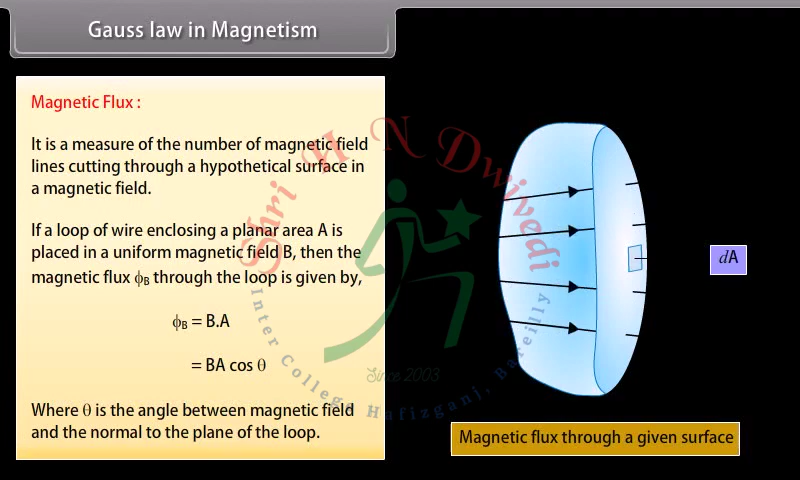 Gauss law in Magnetism
Magnetic Flux :
It is a measure of the number of magnetic field
lines cutting through a hypothetical surface in
a magnetic field.
If a loop of wire enclosing a planar area A is
placed in a uniform magnetic field B, then the
magnetic flux ϕB through the loop is given by,
ϕB = B.A
= BA cos θ
Where θ is the angle between magnetic field
and the normal to the plane of the loop.
dA
Magnetic flux through a given surface
Shri H N Dwivedi
Inter College Hafizganj, Bareilly
Since 2003